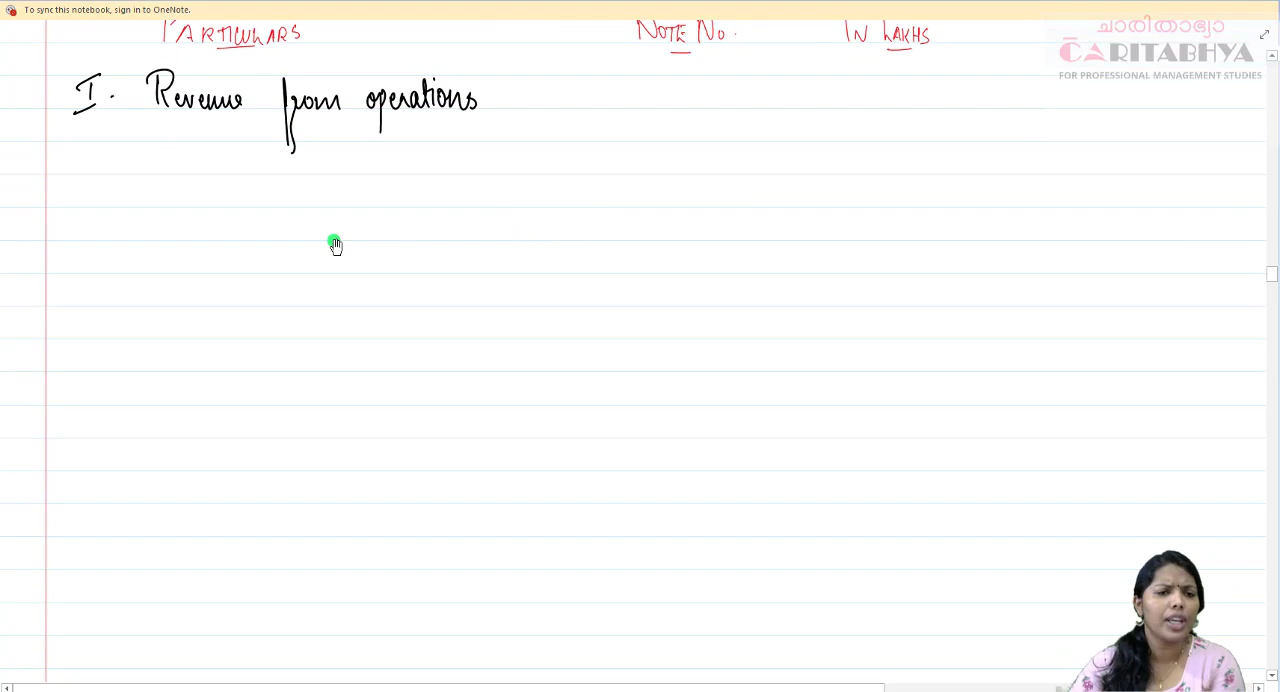 To sync this notebook, sign in to OneNote.
PARTICULARS NOTE NO. IN LAKHS
ചാരിതാഭ്യാ
CĀRITABHYA
FOR PROFESSIONAL MANAGEMENT STUDIES
I. Revenue from operations